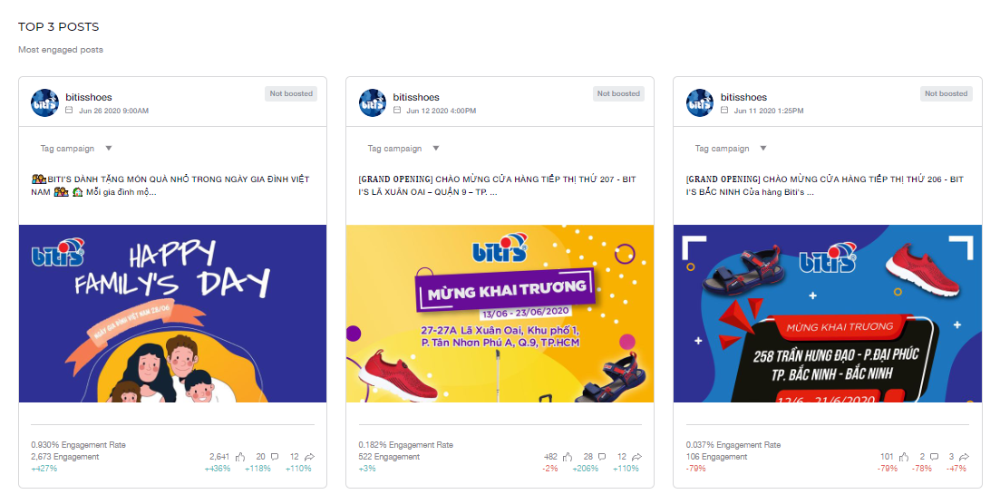 TOP 3 POSTS
Most engaged posts
bitisshoes
Jun 26 2020 9:00AM
Not boosted
Tag campaign
BITI'S DÀNH TẶNG MÓN QUÀ NHỎ TRONG NGÀY GIA ĐÌNH VIỆT
NAM Mỗi gia đình mộ...
biti's®
HAPPY
FAMILY'S DAY
NGÀY GIA ĐÌNH VIỆT NAM 28/06
0.930% Engagement Rate
2,673 Engagement
2,641 20 12
+427%
+436% +118% +110%
bitisshoes
Jun 12 2020 4:00PM
Not boosted
Tag campaign
[GRAND OPENING] CHÀO MỪNG CỬA HÀNG TIẾP THỊ THỨ 207 - BIT
I'S LÃ XUÂN OAI – QUẬN 9 – TP. ...
biti's®
MỪNG KHAI TRƯƠNG
13/06 - 23/06/2020
27-27A Lã Xuân Oai, Khu phố 1,
P. Tân Nhơn Phú A, Q.9, TP.HCM
0.182% Engagement Rate
522 Engagement
482 28 12
+3%
-2% +206% +110%
bitisshoes
Jun 11 2020 1:25PM
Not boosted
Tag campaign
[GRAND OPENING] CHÀO MỪNG CỬA HÀNG TIẾP THỊ THỨ 206 - BIT
I'S BẮC NINH Cửa hàng Biti's ...
biti's®
MỪNG KHAI TRƯƠNG
258 TRẦN HƯNG ĐẠO - P.ĐẠI PHÚC
TP. BẮC NINH - BẮC NINH
12/6 - 21/6/2020
0.037% Engagement Rate
106 Engagement
101 2 3
-79%
-79% -78% -47%